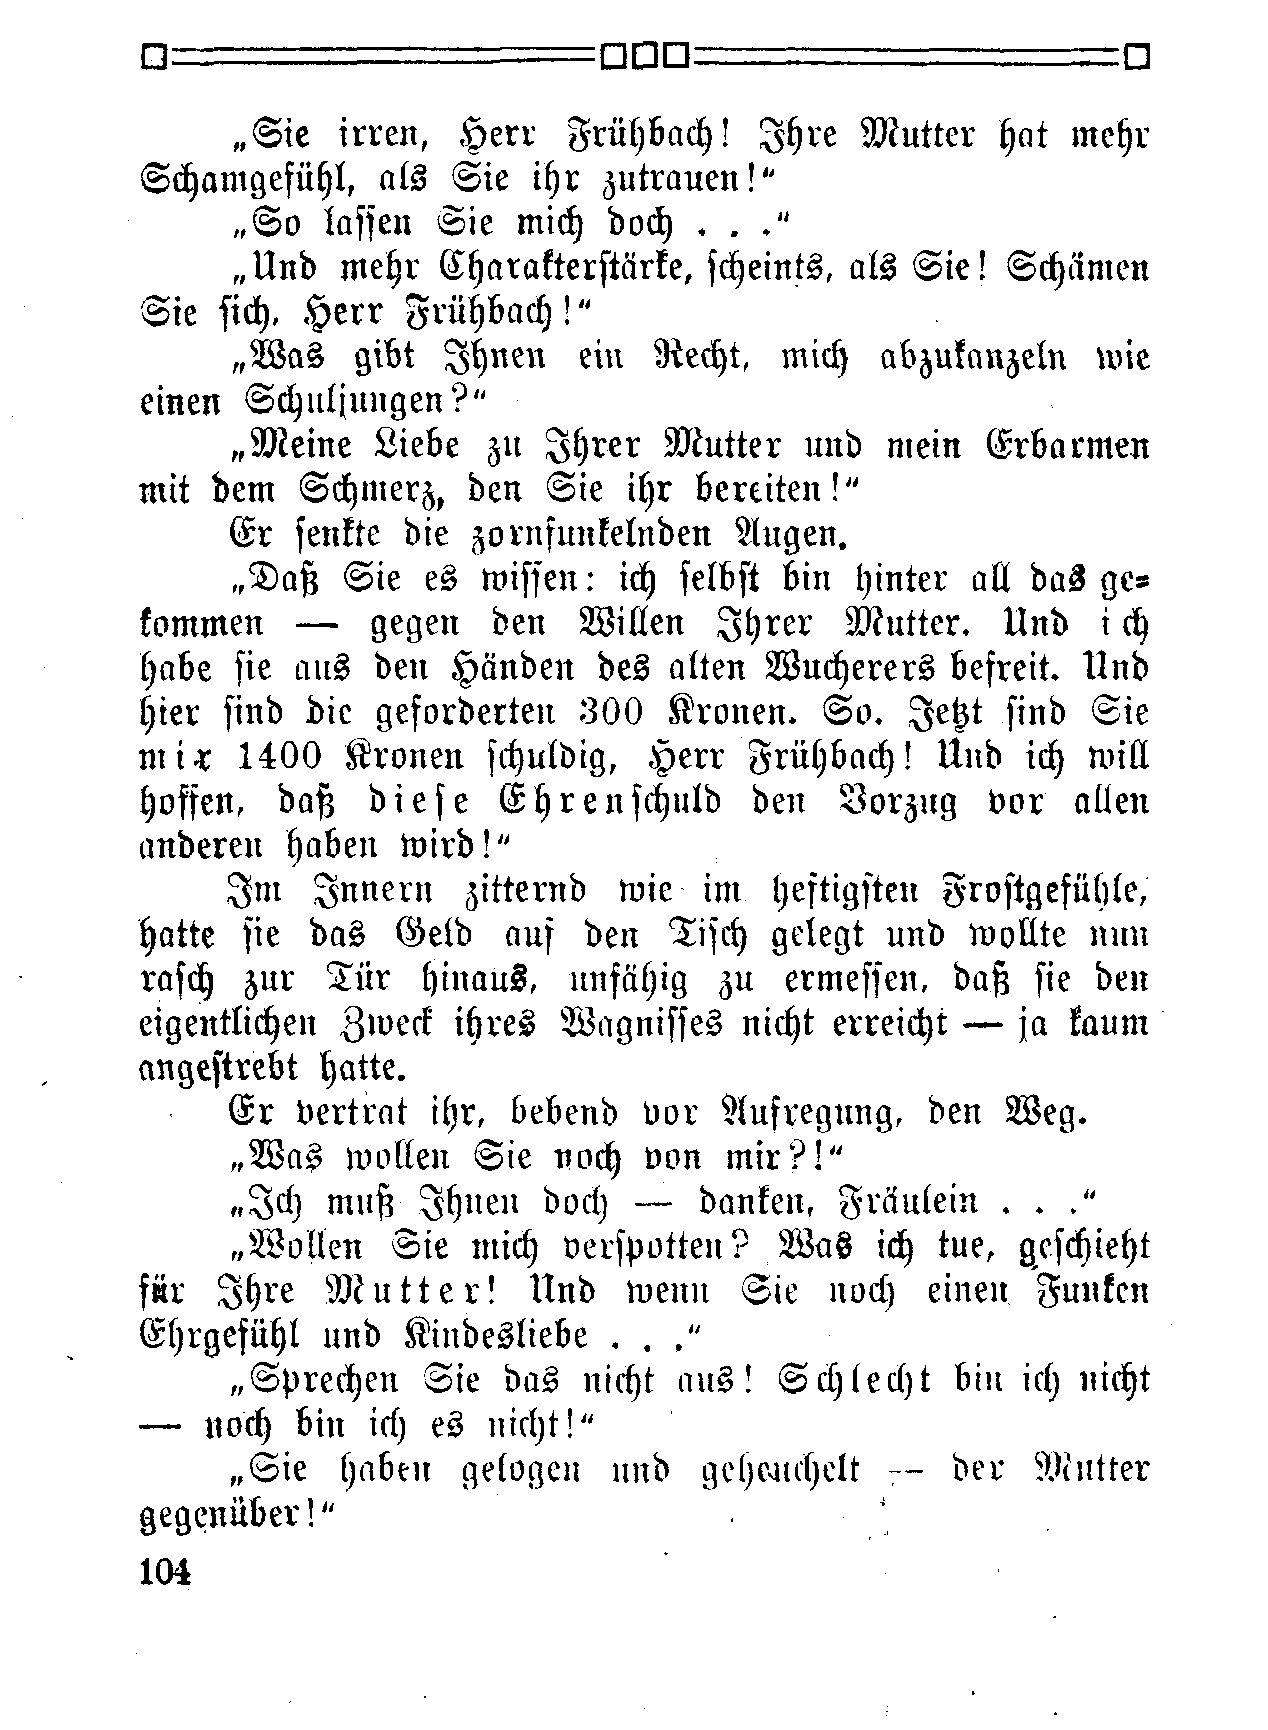 „Sie irren, Herr Frühbach! Ihre Mutter hat mehr
Schamgefühl, als Sie ihr zutrauen!“
„So lassen Sie mich doch . . .“
„Und mehr Charakterstärke, scheints, als Sie! Schämen
Sie sich, Herr Frühbach!“
„Was gibt Ihnen ein Recht, mich abzukanzeln wie
einen Schuljungen?“
„Meine Liebe zu Ihrer Mutter und mein Erbarmen
mit dem Schmerz, den Sie ihr bereiten!“
Er senkte die zornfunkelnden Augen.
„Daß Sie es wissen: ich selbst bin hinter all das ge-
kommen — gegen den Willen Ihrer Mutter. Und ich
habe sie aus den Händen des alten Wucherers befreit. Und
hier sind die geforderten 300 Kronen. So. Jetzt sind Sie
mir 1400 Kronen schuldig, Herr Frühbach! Und ich will
hoffen, daß diese Ehrenschuld den Vorzug vor allen
anderen haben wird!“
Im Innern zitternd wie im heftigsten Frostgefühle,
hatte sie das Geld auf den Tisch gelegt und wollte nun
rasch zur Tür hinaus, unfähig zu ermessen, daß sie den
eigentlichen Zweck ihres Wagnisses nicht erreicht — ja kaum
angestrebt hatte.
Er vertrat ihr, bebend vor Aufregung, den Weg.
„Was wollen Sie noch von mir?!“
„Ich muß Ihnen doch — danken, Fräulein . . .“
„Wollen Sie mich verspotten? Was ich tue, geschieht
für Ihre Mutter! Und wenn Sie noch einen Funken
Ehrgefühl und Kindesliebe . . .“
„Sprechen Sie das nicht aus! Schlecht bin ich nicht
— noch bin ich es nicht!“
„Sie haben gelogen und geheuchelt — der Mutter
gegenüber!“
104